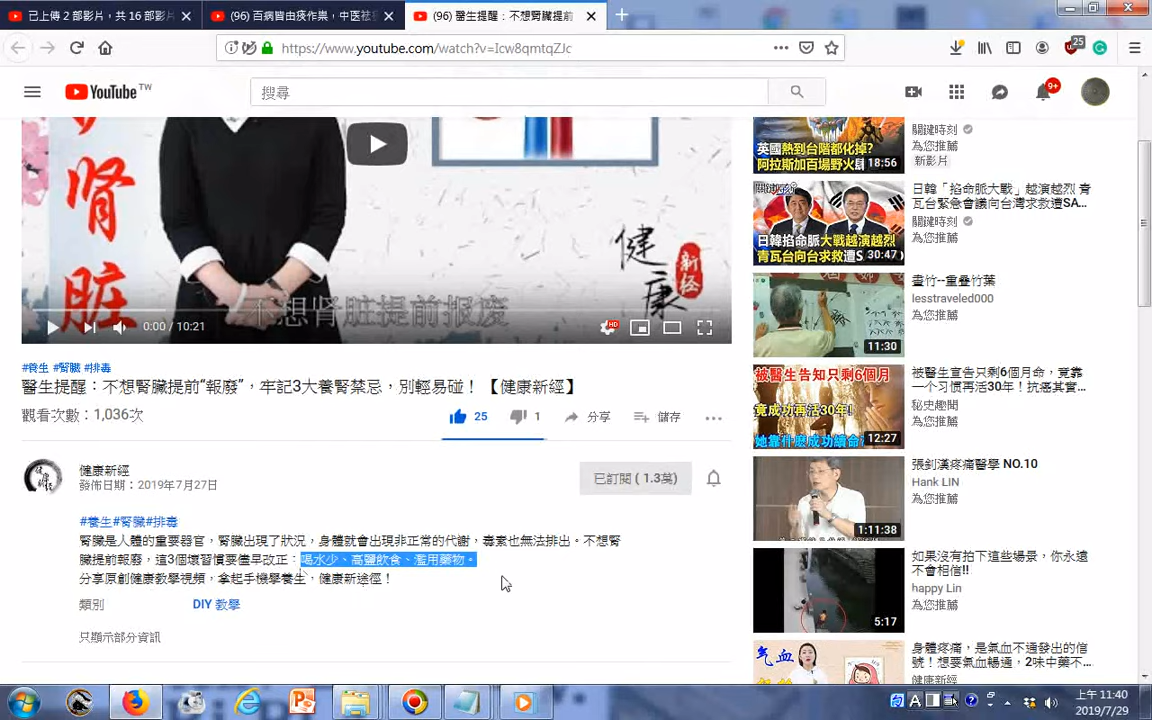 已上傳 2 部影片，共 16 部影片
(96) 百病皆由痰作祟，中医祛
(96) 醫生提醒：不想腎臟提前
https://www.youtube.com/watch?v=Icw8qmtqZJc
25
YouTube TW
搜尋
9+
肾
脏
健
康
新经
不想肾脏提前报废
0:00 / 10:21
HD
#養生 #腎臟 #排毒
醫生提醒：不想腎臟提前“報廢”，牢記3大養腎禁忌，別輕易碰！【健康新經】
觀看次數：1,036次
25
1
分享
儲存
健康新經
發佈日期：2019年7月27日
已訂閱 ( 1.3萬)
#養生#腎臟#排毒
腎臟是人體的重要器官，腎臟出現了狀況，身體就會出現非正常的代謝，毒素也無法排出。不想腎
臟提前報廢，這3個壞習慣要儘早改正：喝水少、高鹽飲食、濫用藥物。
分享原創健康教學視頻，拿起手機學養生，健康新途徑！
類別
DIY 教學
只顯示部分資訊
英國熱到台階都化掉?
阿拉斯加百場野火
18:56
關鍵時刻
為您推薦
新影片
關鍵時刻
日韓掐命脈大戰越演越烈
青瓦台向台求救遭S
30:47
日韓「掐命脈大戰」越演越烈 青
瓦台緊急會議向台灣求救遭SA...
關鍵時刻
為您推薦
11:30
畫竹--重疊竹葉
lesstraveled000
為您推薦
被醫生告知只剩6個月
竟成功再活30年!
她靠什麼成功續命
12:27
被醫生宣告只剩6個月命，竟靠
一个习惯再活30年！抗癌其實...
秘史趣聞
為您推薦
1:11:38
張釗漢疼痛醫學 NO.10
Hank LIN
為您推薦
5:17
如果沒有拍下這些場景，你永遠
不會相信!!
happy Lin
為您推薦
气血
身體疼痛，是氣血不通發出的信
號！想要氣血暢通，2味中藥不...
健康新經
上午 11:40
2019/7/29